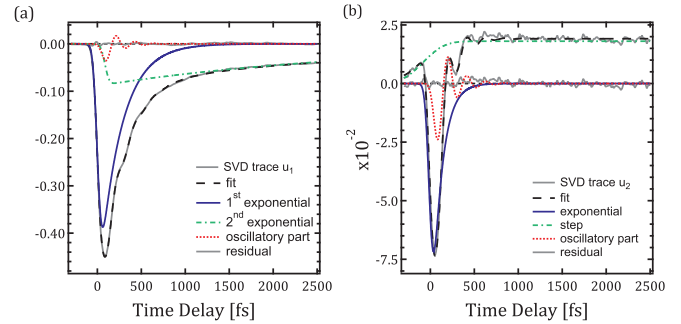 (a)
0.00
-0.10
-0.20
-0.30
-0.40
SVD trace u1
fit
1st exponential
2nd exponential
oscillatory part
residual
0 500 1000 1500 2000 2500
Time Delay [fs]
(b)
x10-2
2.5
0.0
-2.5
-5.0
-7.5
SVD trace u2
fit
exponential
step
oscillatory part
residual
0 500 1000 1500 2000 2500
Time Delay [fs]